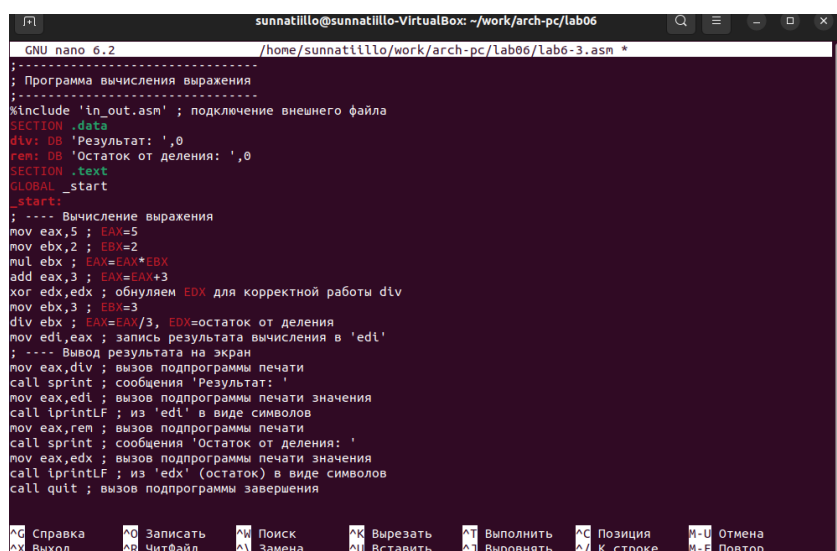 sunnatiillo@sunnatiillo-VirtualBox: ~/work/arch-pc/lab06
GNU nano 6.2 /home/sunnatiillo/work/arch-pc/lab06/lab6-3.asm *
;--------------------------------
; Программа вычисления выражения
;--------------------------------
%include 'in_out.asm' ; подключение внешнего файла
SECTION .data
div: DB 'Результат: ',0
rem: DB 'Остаток от деления: ',0
SECTION .text
GLOBAL _start
_start:
; ---- Вычисление выражения
mov eax,5 ; EAX=5
mov ebx,2 ; EBX=2
mul ebx ; EAX=EAX*EBX
add eax,3 ; EAX=EAX+3
xor edx,edx ; обнуляем EDX для корректной работы div
mov ebx,3 ; EBX=3
div ebx ; EAX=EAX/3, EDX=остаток от деления
mov edi,eax ; запись результата вычисления в 'edi'
; ---- Вывод результата на экран
mov eax,div ; вызов подпрограммы печати
call sprint ; сообщения 'Результат: '
mov eax,edi ; вызов подпрограммы печати значения
call iprintLF ; из 'edi' в виде символов
mov eax,rem ; вызов подпрограммы печати
call sprint ; сообщения 'Остаток от деления: '
mov eax,edx ; вызов подпрограммы печати значения
call iprintLF ; из 'edx' (остаток) в виде символов
call quit ; вызов подпрограммы завершения
^G Справка ^O Записать ^W Поиск ^K Вырезать ^T Выполнить ^C Позиция M-U Отмена
^X Выход ^R ЧитФайл ^\ Замена ^U Вставить ^J Выровнять ^/ К строке M-E Повтор